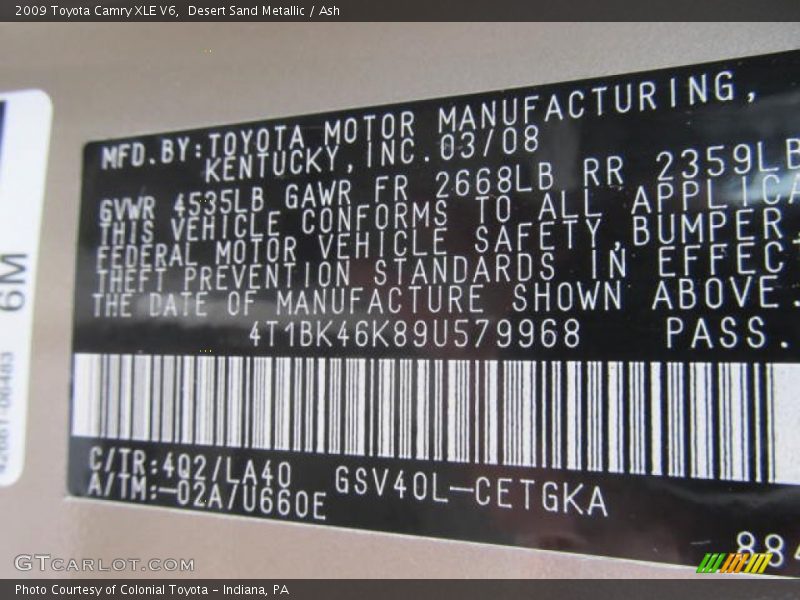 2009 Toyota Camry XLE V6,  Desert Sand Metallic / Ash
MFD.BY:TOYOTA MOTOR MANUFACTURING,
KENTUCKY,INC.03/08
GVWR 4535LB GAWR FR 2668LB RR 2359LB
THIS VEHICLE CONFORMS TO ALL APPLICA
FEDERAL MOTOR VEHICLE SAFETY,BUMPER,
THEFT PREVENTION STANDARDS IN EFFEC
THE DATE OF MANUFACTURE SHOWN ABOVE.
4T1BK46K89U579968 PASS.
C/TR:4Q2/LA40
A/TM:-02A/U660E
GSV40L-CETGKA
884
6M
GTCARLOT.COM
Photo Courtesy of Colonial Toyota - Indiana, PA